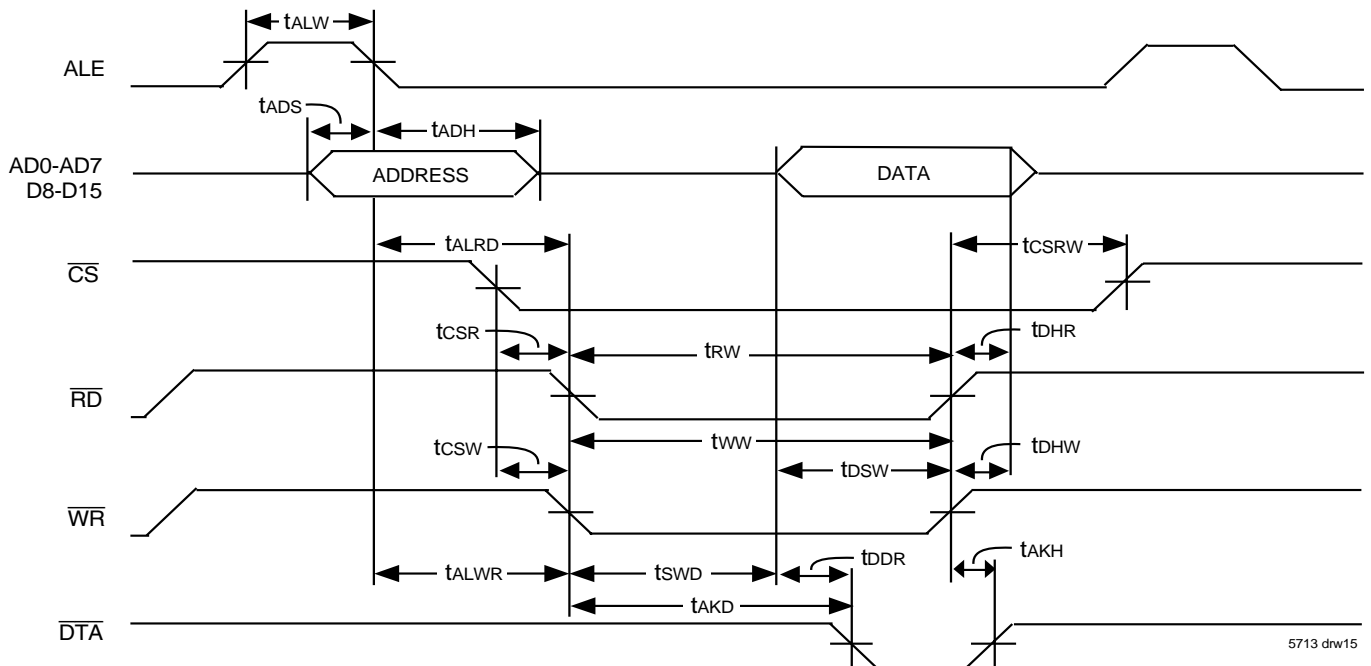 tALW
ALE
tADS
tADH
AD0-AD7
D8-D15
ADDRESS
DATA
tALRD
tCSRW
CS
tCSR
tRW
tDHR
RD
tCSW
tWW
tDHW
tDSW
WR
tDDR
tAKH
tALWR
tSWD
tAKD
DTA
5713 drw15